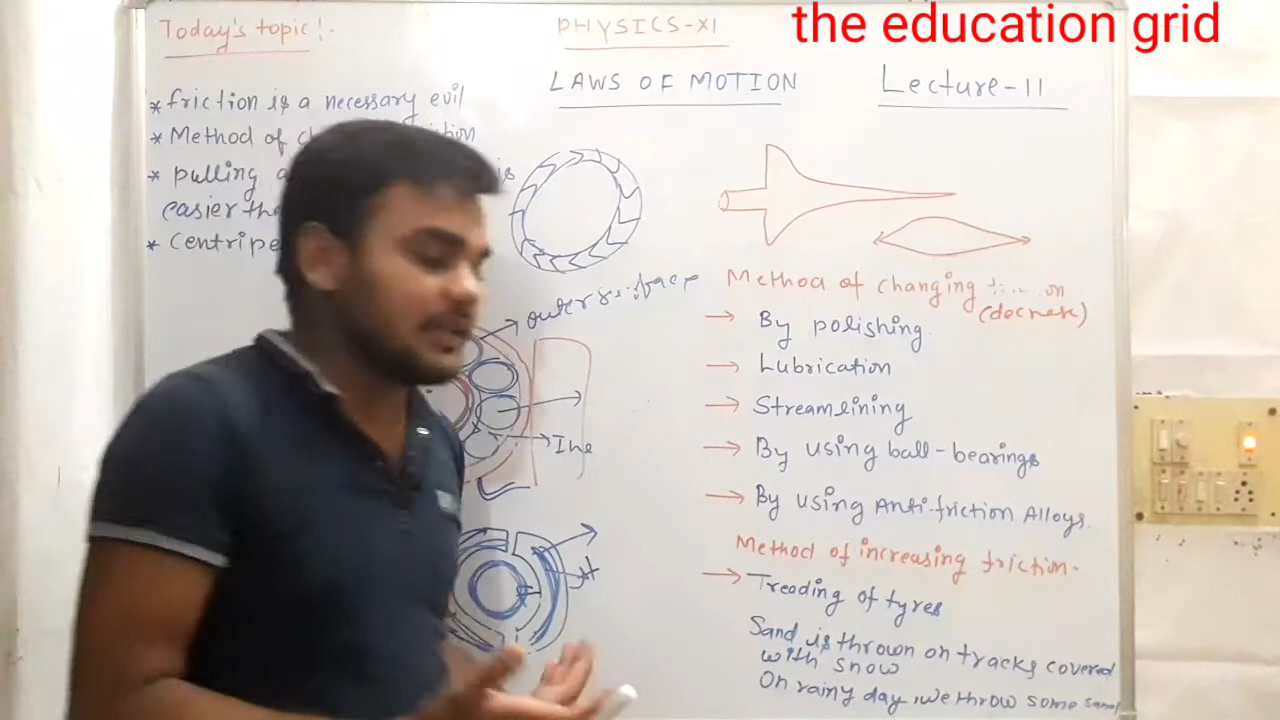 the education grid
Today's topic!-
PHYSICS-XI
LAWS OF MOTION
Lecture-11
* friction is a necessary evil
* Method of
* pulling
easier
*
outer
Method of changing
(decrese)
→ By polishing.
→ Lubrication
→ Streamlining
→ By using ball-bearings
→ By using Anti-friction Alloys.
Method of increasing friction-
→ Treading of tyres
Sand is thrown on tracks covered
with snow
On rainy day, we throw some sand